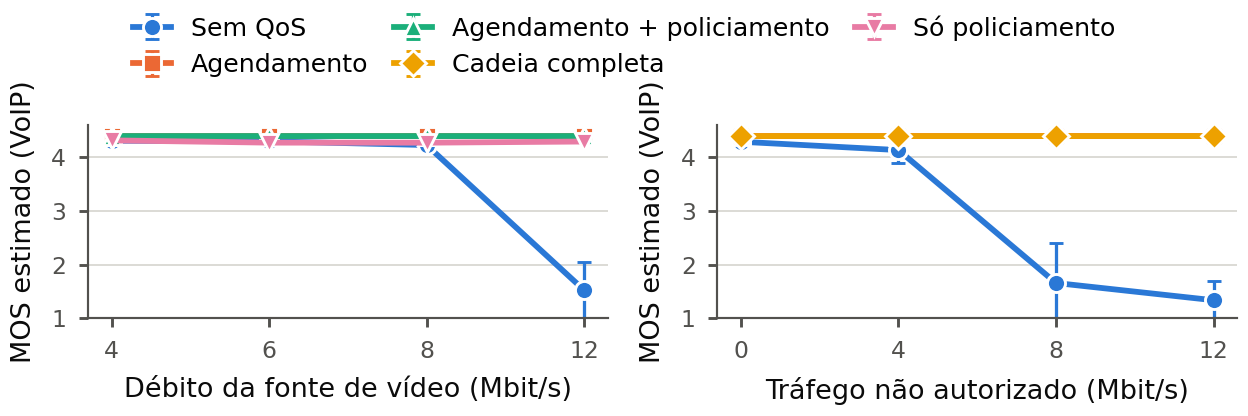 Sem QoS
Agendamento + policiamento
Só policiamento
Agendamento
Cadeia completa
MOS estimado (VoIP)
4
3
2
1
4
6
8
12
Débito da fonte de vídeo (Mbit/s)
MOS estimado (VoIP)
4
3
2
1
0
4
8
12
Tráfego não autorizado (Mbit/s)